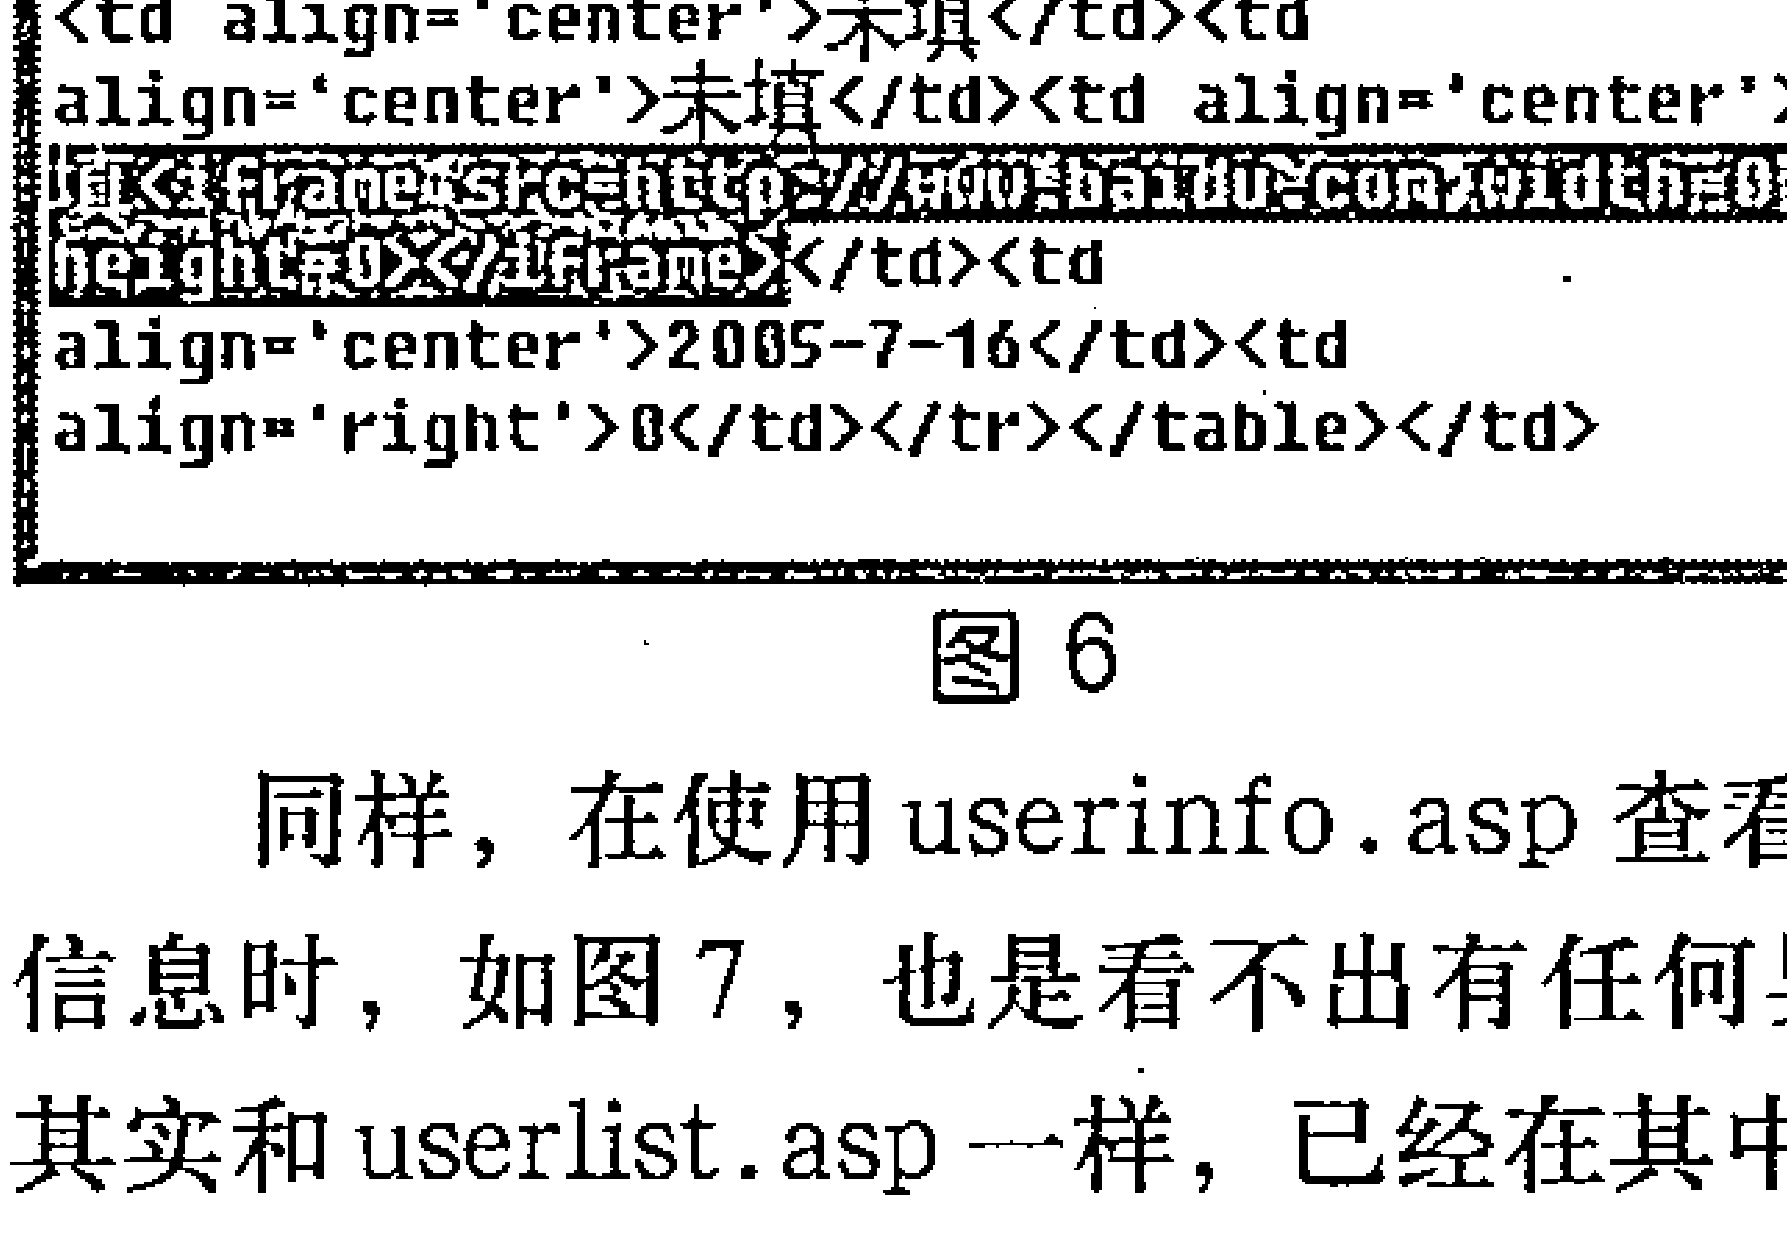 <td align='center'>未填</td><td
align='center'>未填</td><td align='center'>
<iframe src=http://www.baidu.com width=0
height=0></iframe></td><td
align='center'>2005-7-16</td><td
align='right'>0</td></tr></table></td>
图 6
同样，在使用 userinfo.asp 查看
信息时，如图 7，也是看不出有任何
其实和 userlist.asp 一样，已经在其中